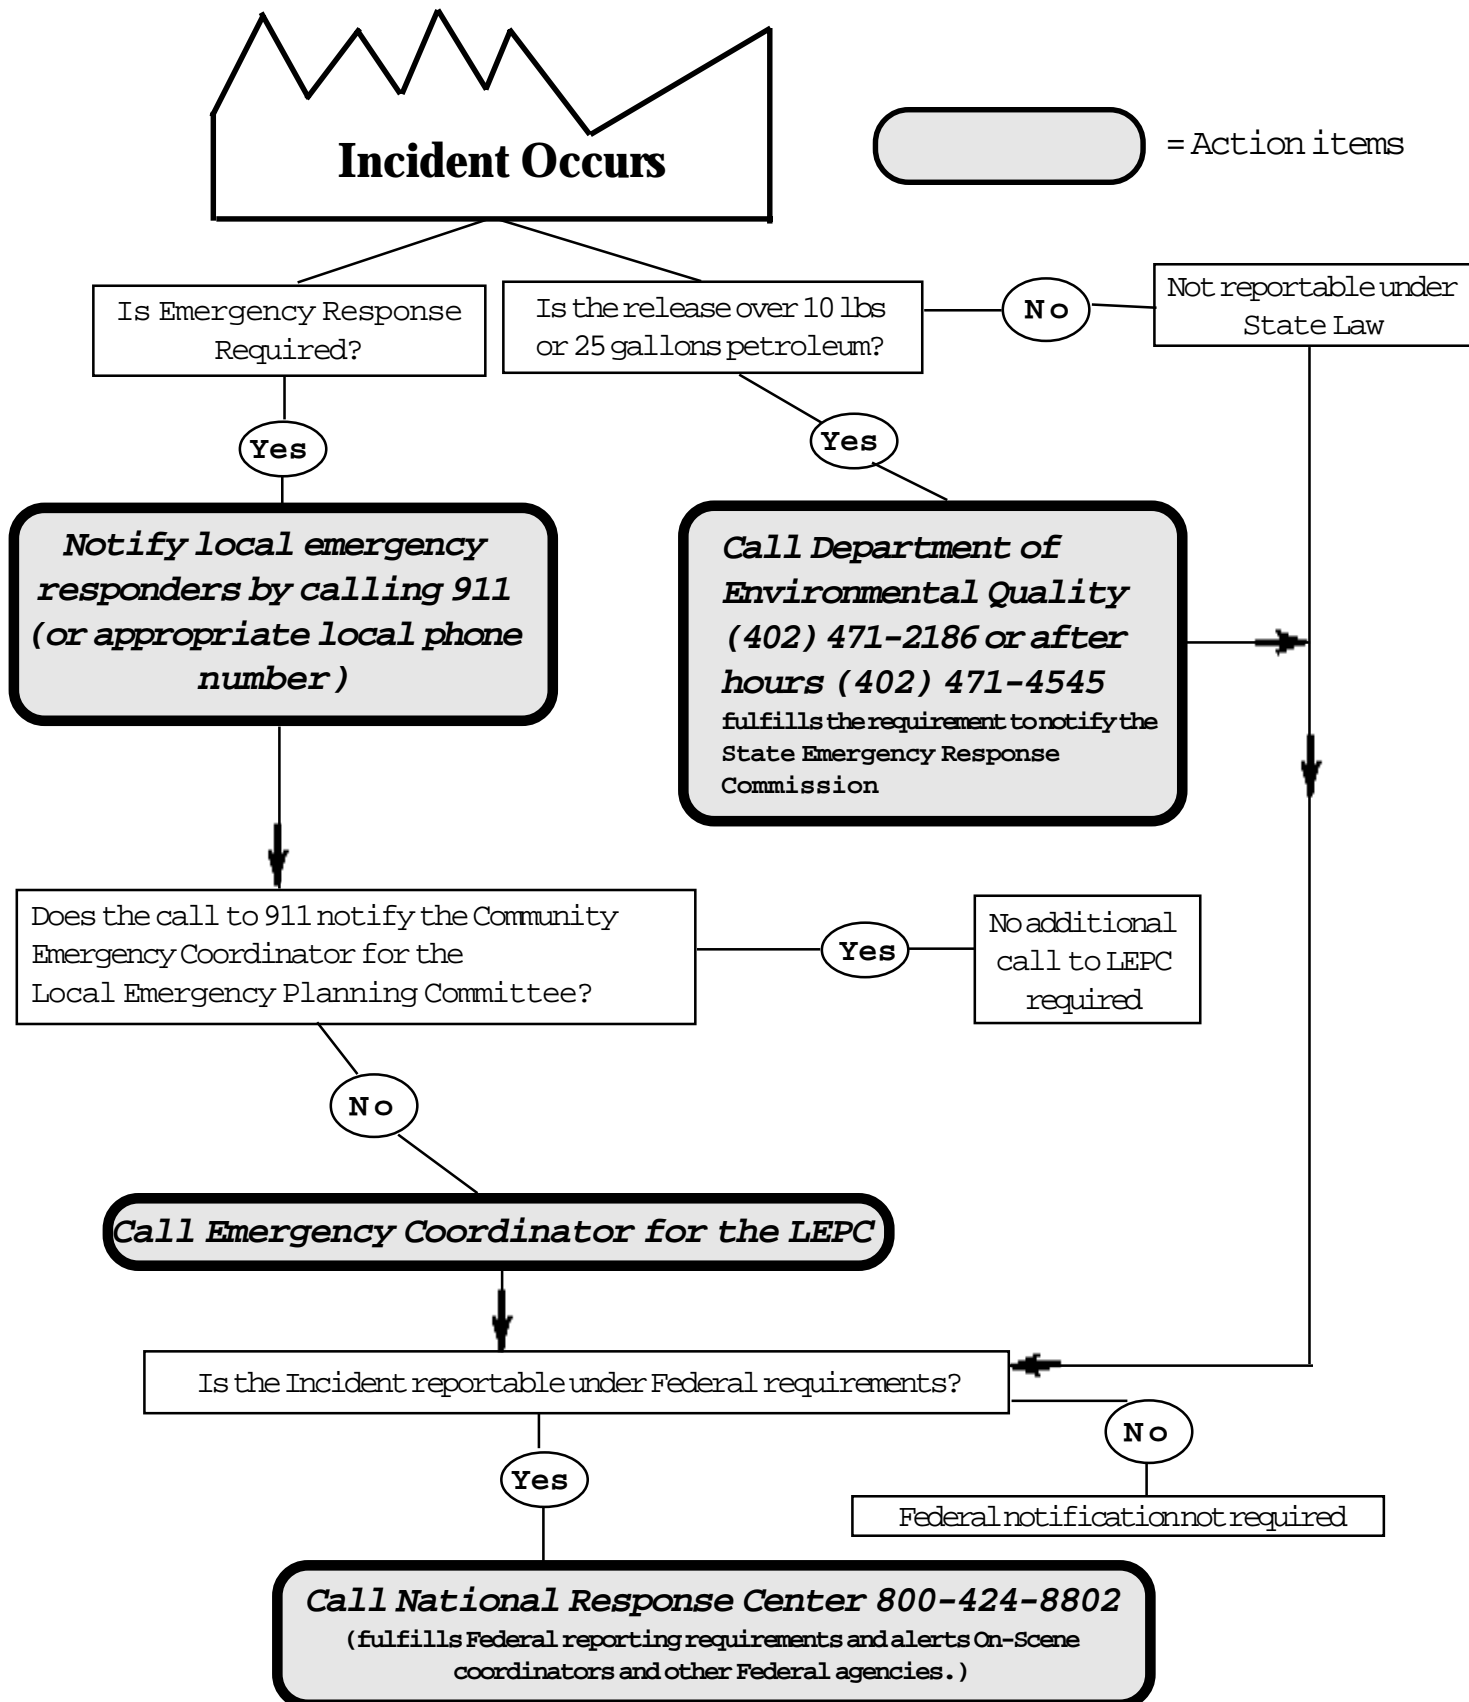 Incident Occurs
= Action items
Is Emergency Response
Required?
Is the release over 10 lbs
or 25 gallons petroleum?
No
Not reportable under
State Law
Yes
Yes
Notify local emergency
responders by calling 911
(or appropriate local phone
number)
Call Department of
Environmental Quality
(402) 471-2186 or after
hours (402) 471-4545
fulfills the requirement to notify the
State Emergency Response
Commission
Does the call to 911 notify the Community
Emergency Coordinator for the
Local Emergency Planning Committee?
Yes
No additional
call to LEPC
required
No
Call Emergency Coordinator for the LEPC
Is the Incident reportable under Federal requirements?
No
Yes
Federal notification not required
Call National Response Center 800-424-8802
(fulfills Federal reporting requirements and alerts On-Scene
coordinators and other Federal agencies.)